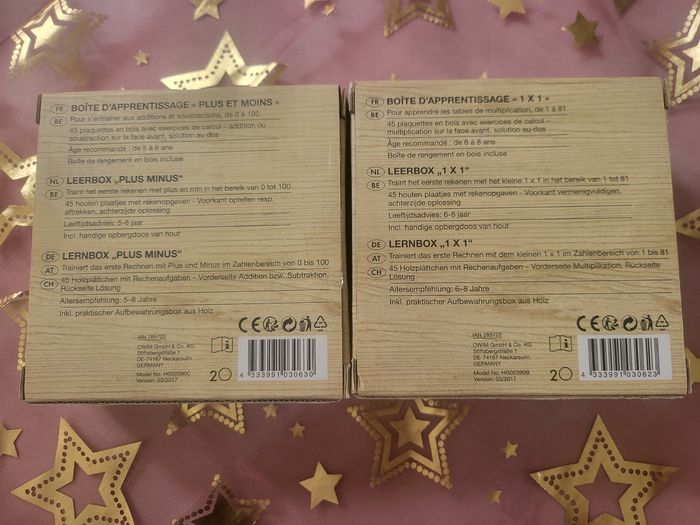 FR BOÎTE D'APPRENTISSAGE « PLUS ET MOINS »
BE Pour s'entraîner aux additions et soustractions, de 0 à 100
45 plaquettes en bois avec exercices de calcul – addition ou
soustraction sur la face avant, solution au dos
Âge recommandé : de 5 à 8 ans
Boîte de rangement en bois incluse
NL LEERBOX „PLUS MINUS"
BE Traint het eerste rekenen met plus en min in het bereik van 0 tot 100
45 houten plaatjes met rekenopgaven - Voorkant optellen resp.
aftrekken, achterzijde oplossing
Leeftijdsadvies: 5-8 jaar
Incl. handige opbergdoos van hout
DE LERNBOX „PLUS MINUS"
AT Trainiert das erste Rechnen mit Plus und Minus im Zahlenbereich von 0 bis 100
CH 45 Holzplättchen mit Rechenaufgaben – Vorderseite Addition bzw. Subtraktion,
Rückseite Lösung
Altersempfehlung: 5–8 Jahre
Inkl. praktischer Aufbewahrungsbox aus Holz
CE
IAN 285722
OWIM GmbH & Co. KG
Stiftsbergstraße 1
DE-74167 Neckarsulm
GERMANY
Model No. HG02390C
Version: 03/2017
2
4 333991 030630
FR BOÎTE D'APPRENTISSAGE « 1 X 1 »
BE Pour apprendre les tables de multiplication, de 1 à 81
45 plaquettes en bois avec exercices de calcul –
multiplication sur la face avant, solution au dos
Âge recommandé : de 6 à 8 ans
Boîte de rangement en bois incluse
NL LEERBOX „1 X 1"
BE Traint het eerste rekenen met het kleine 1 x 1 in het bereik van 1 tot 81
45 houten plaatjes met rekenopgaven - Voorkant vermenigvuldigen,
achterzijde oplossing
Leeftijdsadvies: 6-8 jaar
Incl. handige opbergdoos van hout
DE LERNBOX „1 X 1"
AT Trainiert das erste Rechnen mit dem kleinen 1 x 1 im Zahlenbereich von 1 bis 81
CH 45 Holzplättchen mit Rechenaufgaben – Vorderseite Multiplikation, Rückseite
Lösung
Altersempfehlung: 6–8 Jahre
Inkl. praktischer Aufbewahrungsbox aus Holz
CE
IAN 285722
OWIM GmbH & Co. KG
Stiftsbergstraße 1
DE-74167 Neckarsulm
GERMANY
Model No. HG02390B
Version: 03/2017
2
4 333991 030623